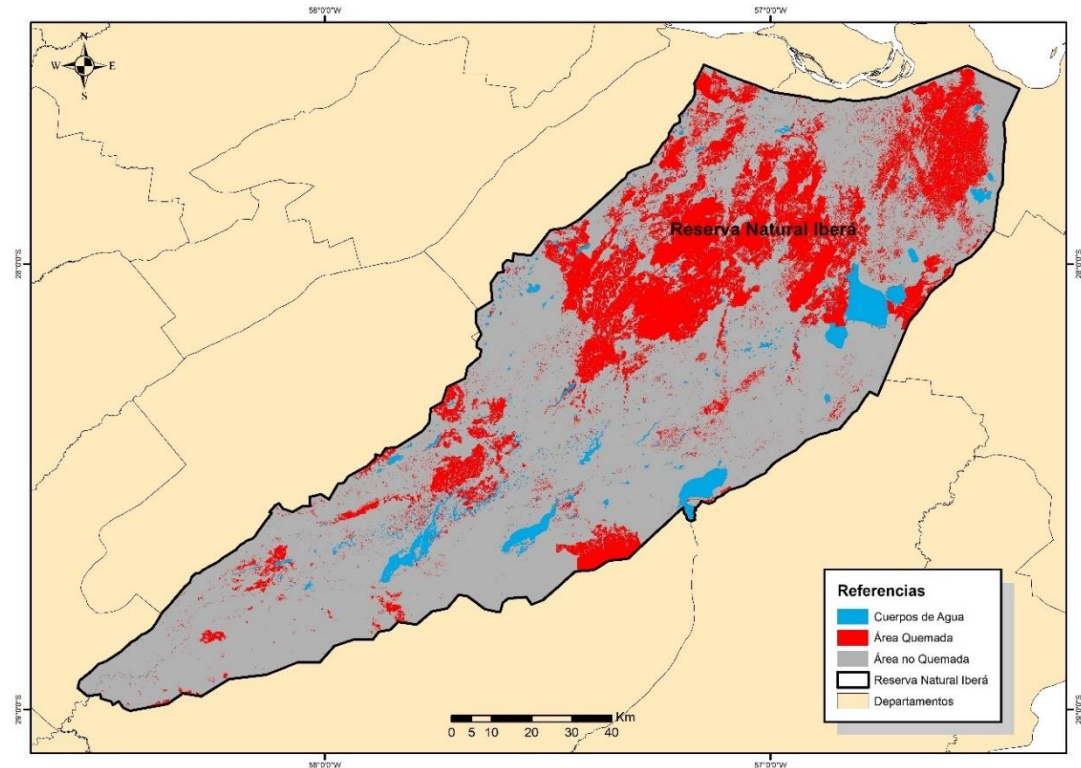 58°0'0"W
57°0'0"W
N
W E
S
Reserva Natural Iberá
28°0'0"S
28°0'0"S
Referencias
Cuerpos de Agua
Área Quemada
Área no Quemada
Reserva Natural Iberá
Departamentos
Km
0 5 10 20 30 40
29°0'0"S
29°0'0"S
58°0'0"W
57°0'0"W